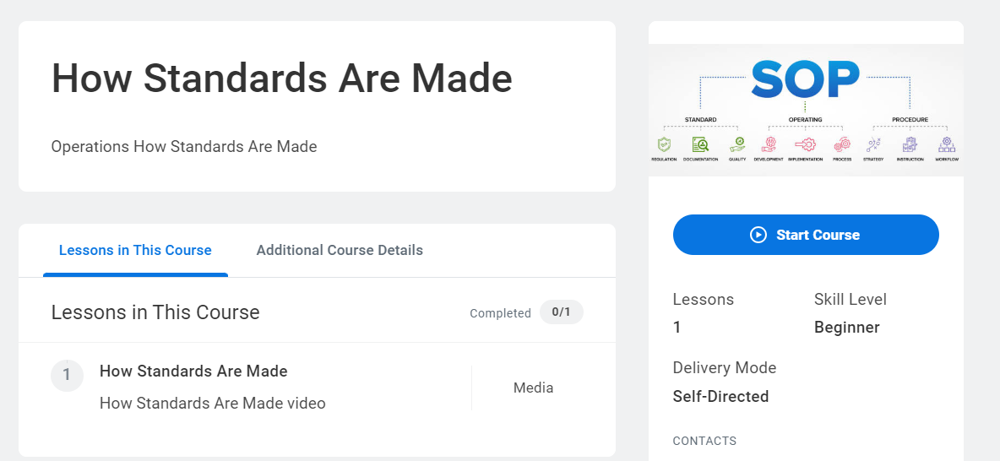 How Standards Are Made
Operations How Standards Are Made
Lessons in This Course
Additional Course Details
Lessons in This Course
Completed 0/1
1
How Standards Are Made
How Standards Are Made video
Media
SOP
STANDARD OPERATING PROCEDURE
REGULATION DOCUMENTATION QUALITY DEVELOPMENT IMPLEMENTATION PROCESS STRATEGY INSTRUCTION WORKFLOW
Start Course
Lessons
1
Skill Level
Beginner
Delivery Mode
Self-Directed
CONTACTS